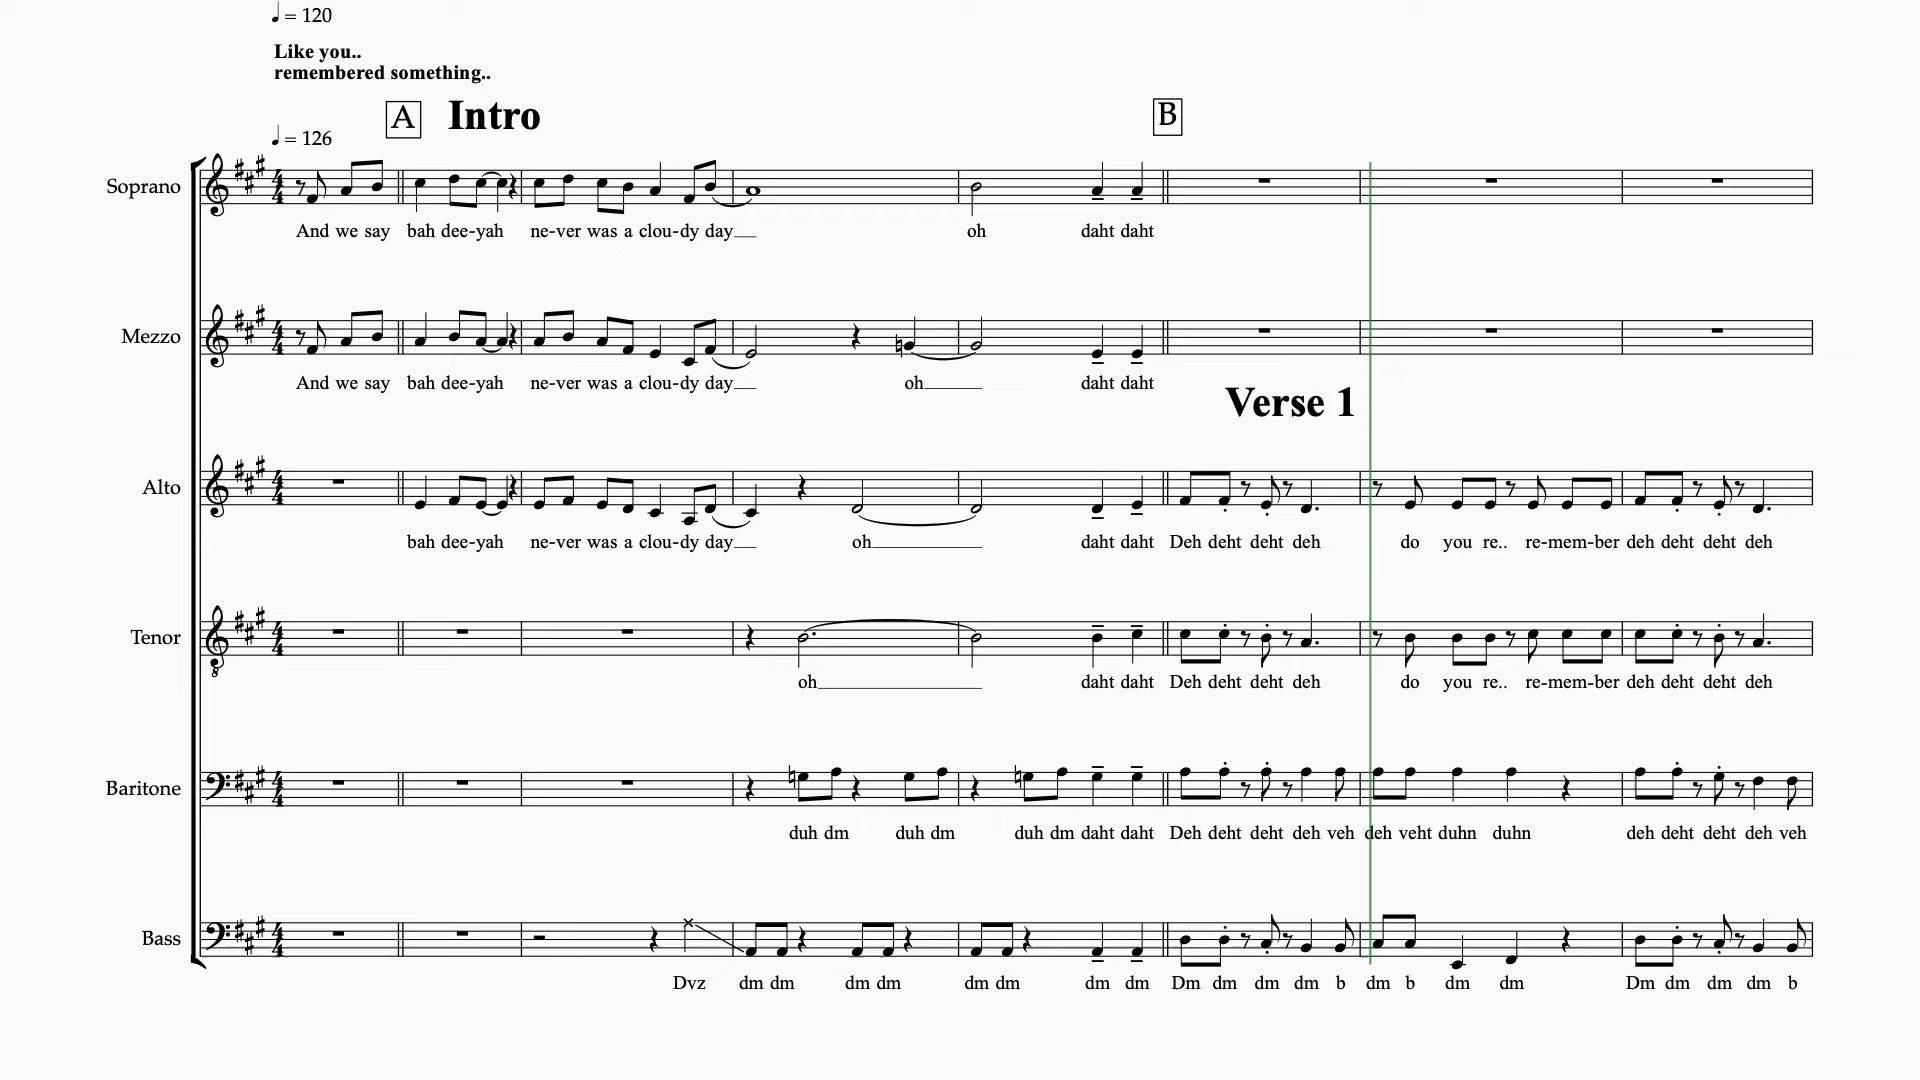 = 120
Like you..
remembered something..
A Intro B
= 126
Soprano
And we say bah dee-yah ne-ver was a clou-dy day oh daht daht
Mezzo
And we say bah dee-yah ne-ver was a clou-dy day oh daht daht
Verse 1
Alto
bah dee-yah ne-ver was a clou-dy day oh daht daht Deh deht deht deh do you re.. re-mem-ber deh deht deht deh
Tenor
oh daht daht Deh deht deht deh do you re.. re-mem-ber deh deht deht deh
Baritone
duh dm duh dm duh dm daht daht Deh deht deht deh veh deh veht duhn duhn deh deht deht deh veh
Bass
Dvz dm dm dm dm dm dm dm dm Dm dm dm dm b dm b dm dm Dm dm dm dm b